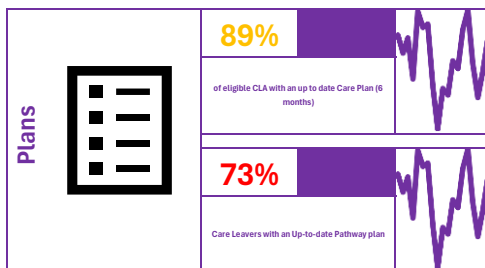 Plans
89%
of eligible CLA with an up to date Care Plan (6
months)
73%
Care Leavers with an Up-to-date Pathway plan